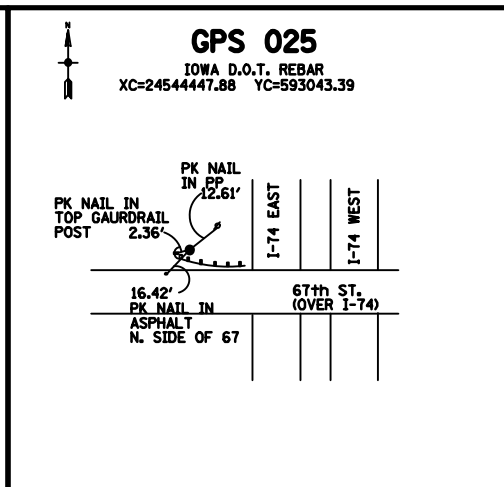 N
GPS 025
IOWA D.O.T. REBAR
XC=24544447.88 YC=593043.39
PK NAIL
IN PP
12.61'
PK NAIL IN
TOP GAURDRAIL
POST 2.36'
I-74 EAST
I-74 WEST
16.42'
PK NAIL IN
ASPHALT
N. SIDE OF 67
67th ST.
(OVER I-74)